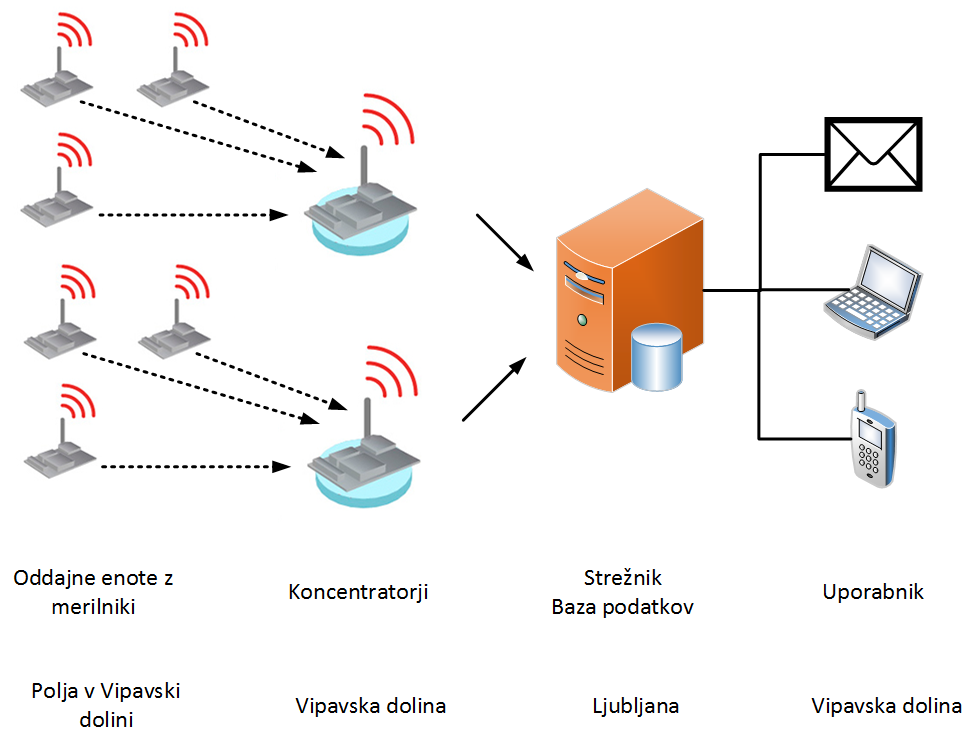 Oddajne enote z
merilniki
Koncentratorji
Strežnik
Baza podatkov
Uporabnik
Polja v Vipavski
dolini
Vipavska dolina
Ljubljana
Vipavska dolina